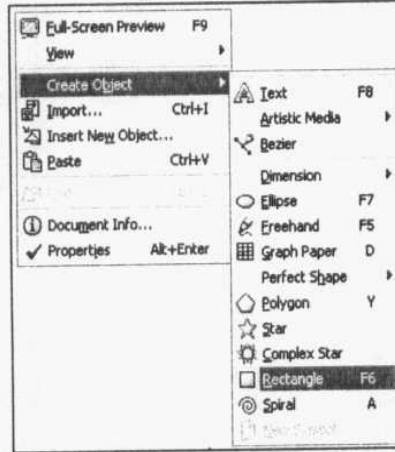 Full-Screen Preview F9
View
Create Object
Import... Ctrl+I
Insert New Object...
Paste Ctrl+V
Document Info...
Properties Alt+Enter
Text F8
Artistic Media
Bezier
Dimension
Ellipse F7
Freehand F5
Graph Paper D
Perfect Shape
Polygon Y
Star
Complex Star
Rectangle F6
Spiral A